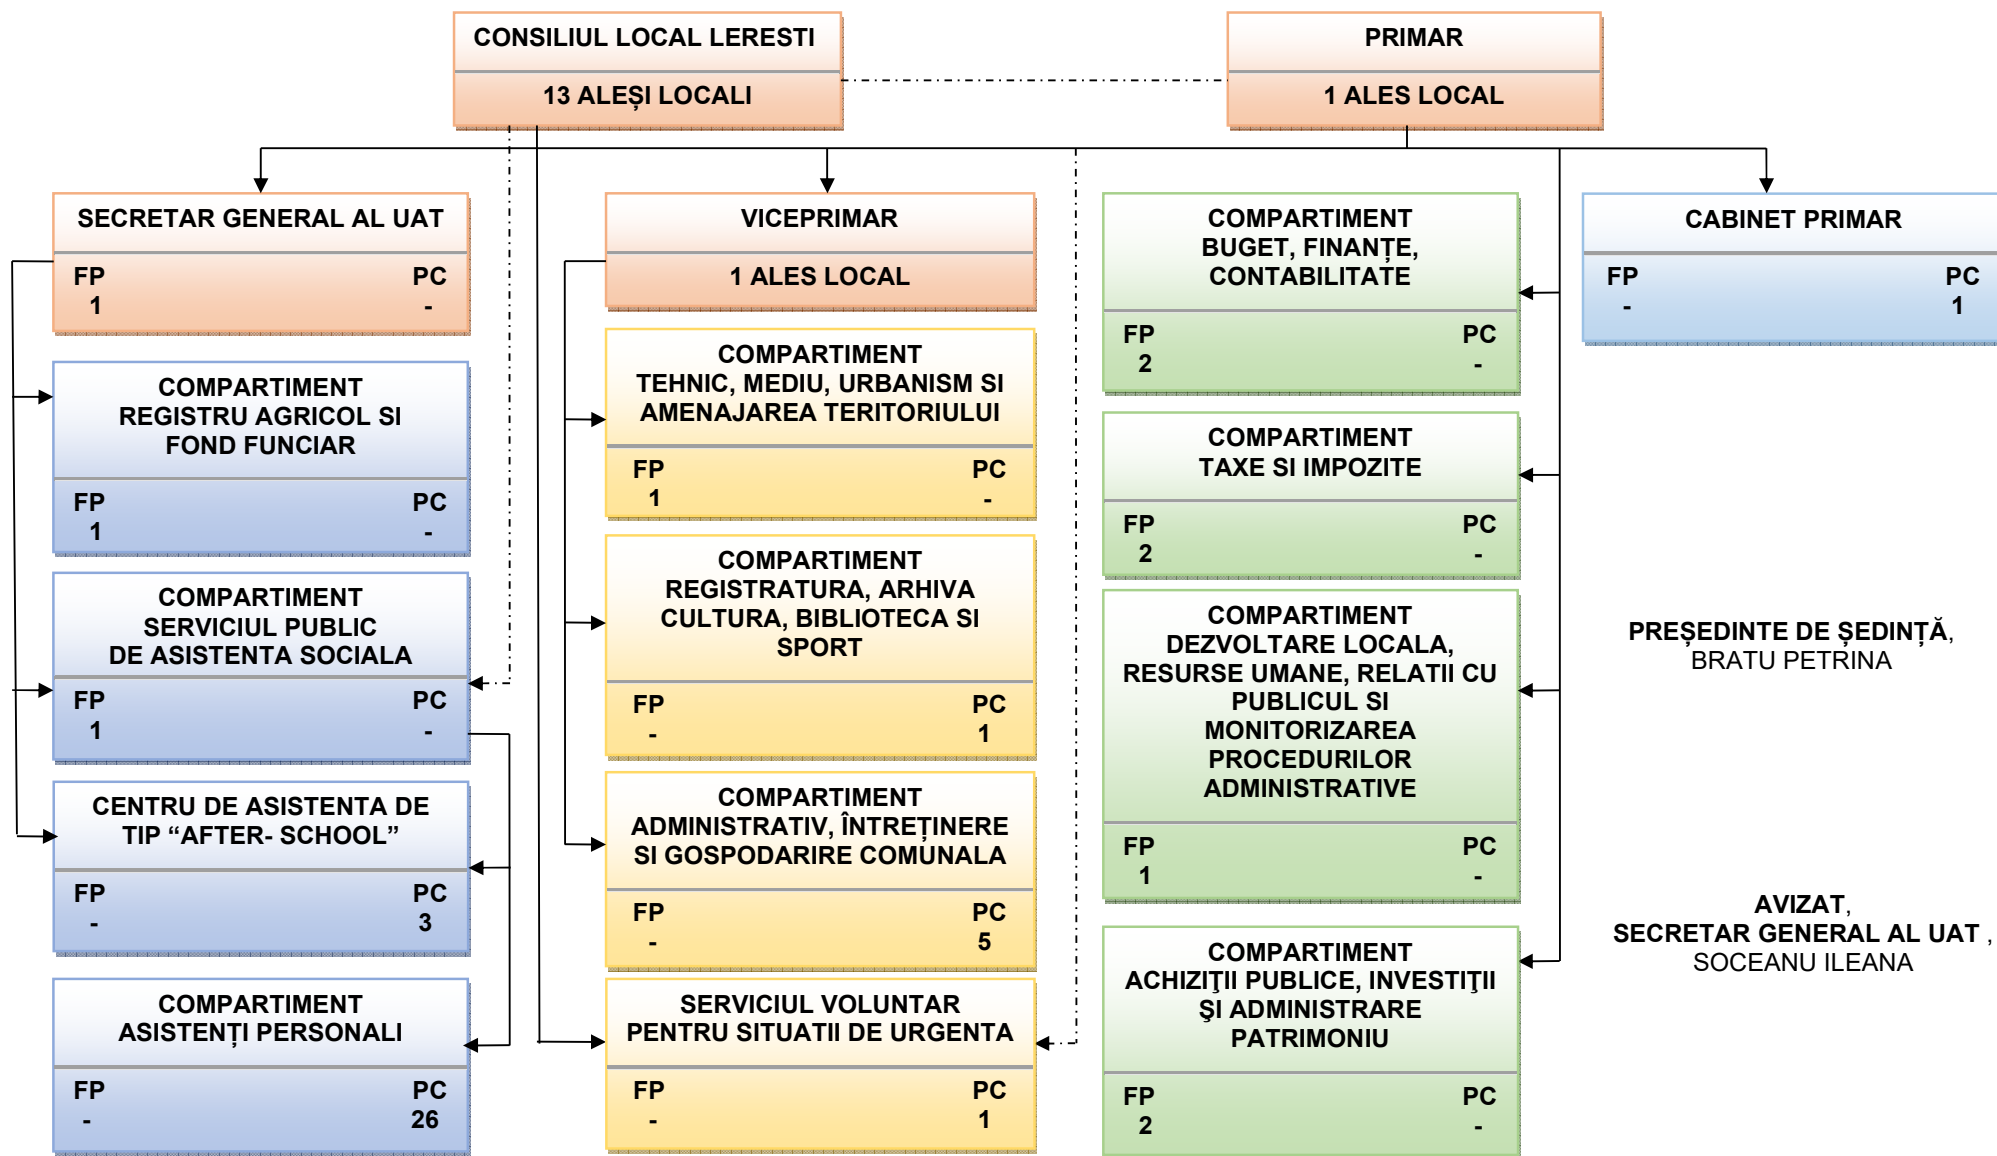 CONSILIUL LOCAL LERESTI
13 ALEȘI LOCALI
PRIMAR
1 ALES LOCAL
SECRETAR GENERAL AL UAT
FP PC
1 -
COMPARTIMENT
REGISTRU AGRICOL SI
FOND FUNCIAR
FP PC
1 -
COMPARTIMENT
SERVICIUL PUBLIC
DE ASISTENTA SOCIALA
FP PC
1 -
CENTRU DE ASISTENTA DE
TIP “AFTER- SCHOOL”
FP PC
- 3
COMPARTIMENT
ASISTENȚI PERSONALI
FP PC
- 26
VICEPRIMAR
1 ALES LOCAL
COMPARTIMENT
TEHNIC, MEDIU, URBANISM SI
AMENAJAREA TERITORIULUI
FP PC
1 -
COMPARTIMENT
REGISTRATURA, ARHIVA
CULTURA, BIBLIOTECA SI
SPORT
FP PC
- 1
COMPARTIMENT
ADMINISTRATIV, ÎNTREȚINERE
SI GOSPODARIRE COMUNALA
FP PC
- 5
SERVICIUL VOLUNTAR
PENTRU SITUATII DE URGENTA
FP PC
- 1
COMPARTIMENT
BUGET, FINANȚE,
CONTABILITATE
FP PC
2 -
COMPARTIMENT
TAXE SI IMPOZITE
FP PC
2 -
COMPARTIMENT
DEZVOLTARE LOCALA,
RESURSE UMANE, RELATII CU
PUBLICUL SI
MONITORIZAREA
PROCEDURILOR
ADMINISTRATIVE
FP PC
1 -
COMPARTIMENT
ACHIZIŢII PUBLICE, INVESTIŢII
ŞI ADMINISTRARE
PATRIMONIU
FP PC
2 -
CABINET PRIMAR
FP PC
- 1
PREȘEDINTE DE ȘEDINȚĂ,
BRATU PETRINA
AVIZAT,
SECRETAR GENERAL AL UAT ,
SOCEANU ILEANA